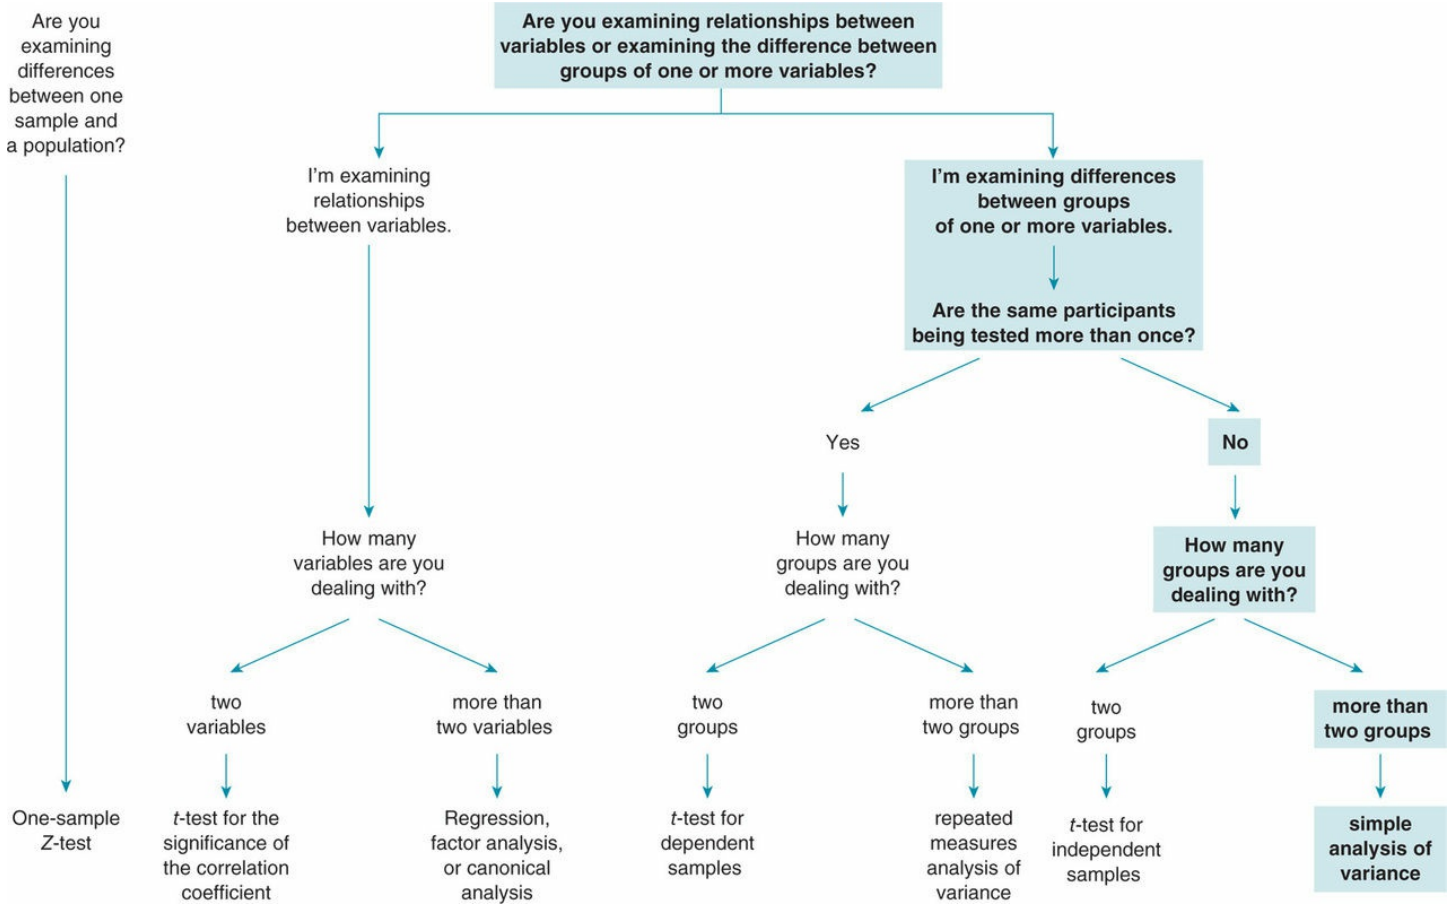 Are you
examining
differences
between one
sample and
a population?
One-sample
Z-test
Are you examining relationships between
variables or examining the difference between
groups of one or more variables?
I'm examining
relationships
between variables.
How many
variables are you
dealing with?
two
variables
t-test for the
significance of
the correlation
coefficient
more than
two variables
Regression,
factor analysis,
or canonical
analysis
I'm examining differences
between groups
of one or more variables.
Are the same participants
being tested more than once?
Yes
How many
groups are you
dealing with?
two
groups
t-test for
dependent
samples
more than
two groups
repeated
measures
analysis of
variance
No
How many
groups are you
dealing with?
two
groups
t-test for
independent
samples
more than
two groups
simple
analysis of
variance